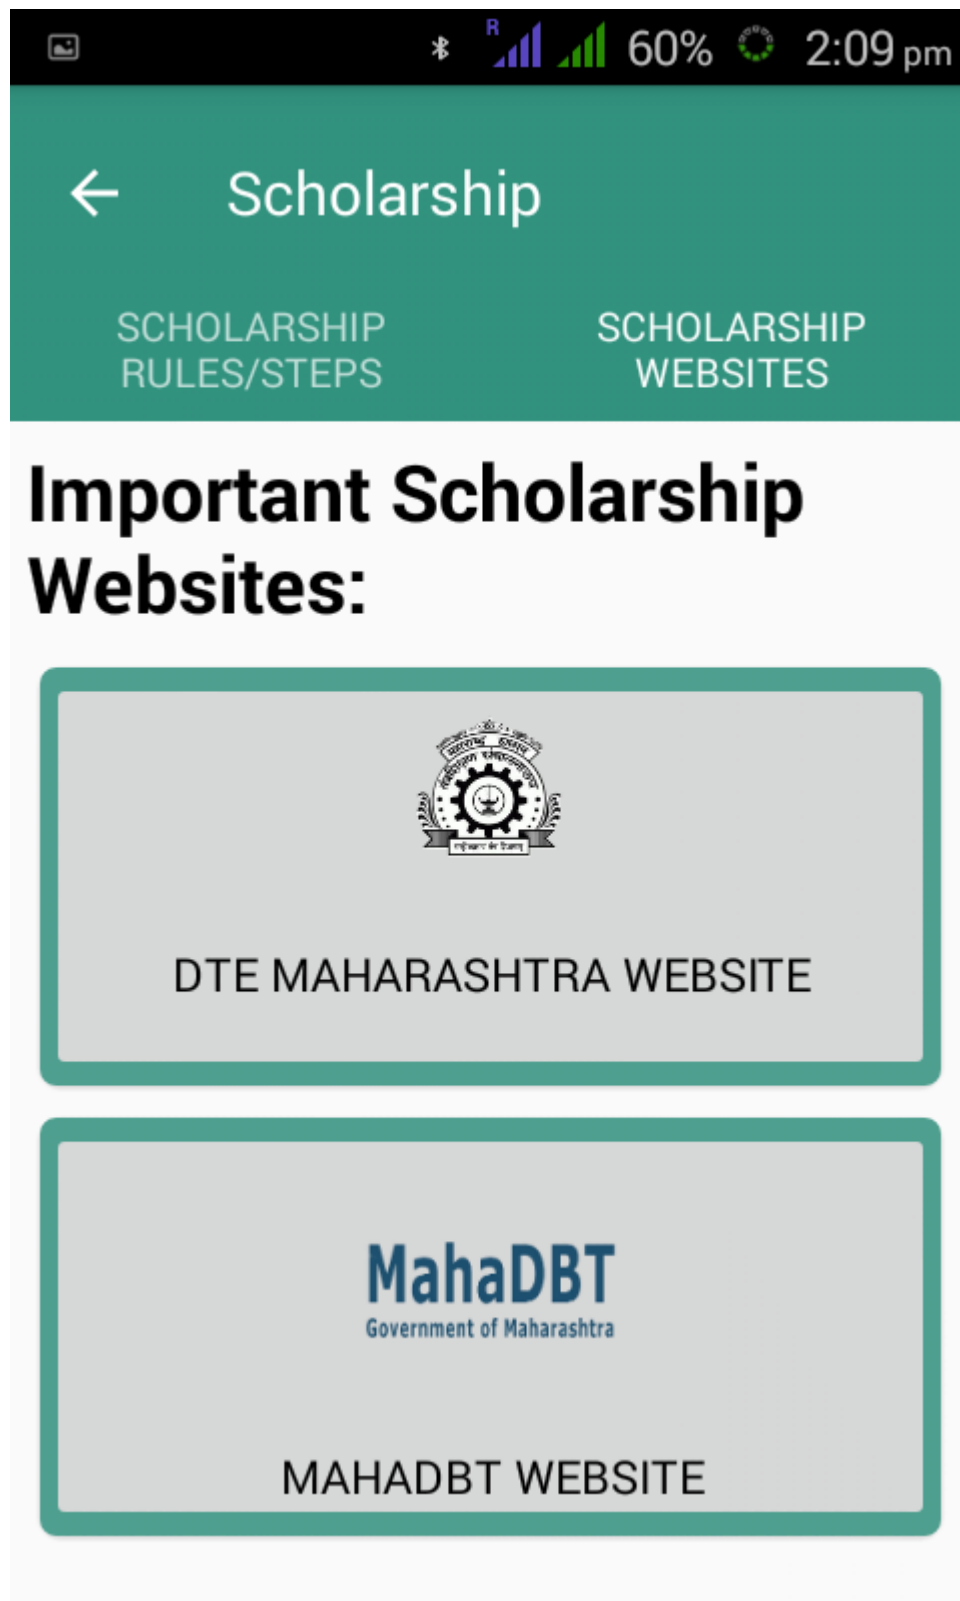 R 60% 2:09 pm
Scholarship
SCHOLARSHIP
RULES/STEPS
SCHOLARSHIP
WEBSITES
Important Scholarship
Websites:
DTE MAHARASHTRA WEBSITE
MahaDBT
Government of Maharashtra
MAHADBT WEBSITE